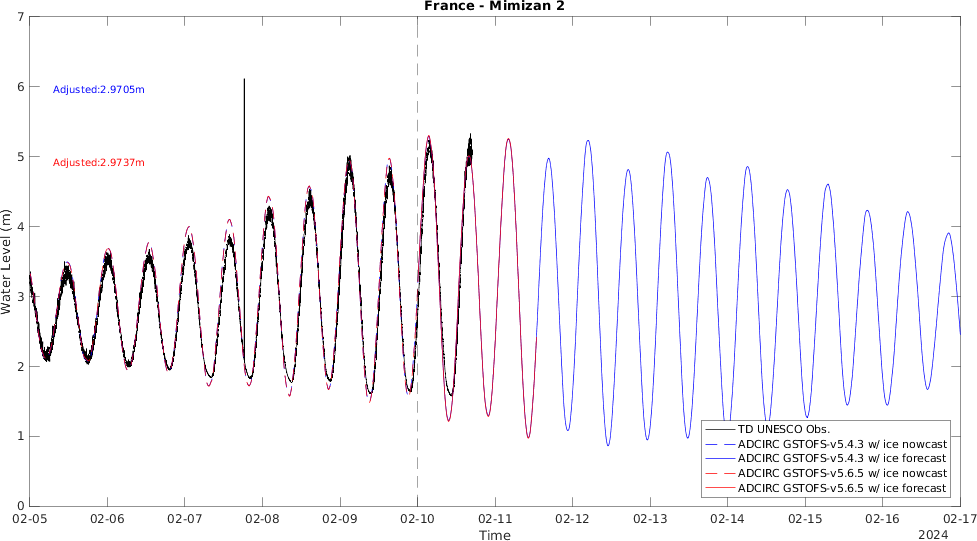 France - Mimizan 2
7
6
5
4
3
2
1
0
Water Level (m)
Adjusted:2.9705m
Adjusted:2.9737m
TD UNESCO Obs.
ADCIRC GSTOFS-v5.4.3 w/ ice nowcast
ADCIRC GSTOFS-v5.4.3 w/ ice forecast
ADCIRC GSTOFS-v5.6.5 w/ ice nowcast
ADCIRC GSTOFS-v5.6.5 w/ ice forecast
02-05 02-06 02-07 02-08 02-09 02-10 02-11 02-12 02-13 02-14 02-15 02-16 02-17
Time
2024